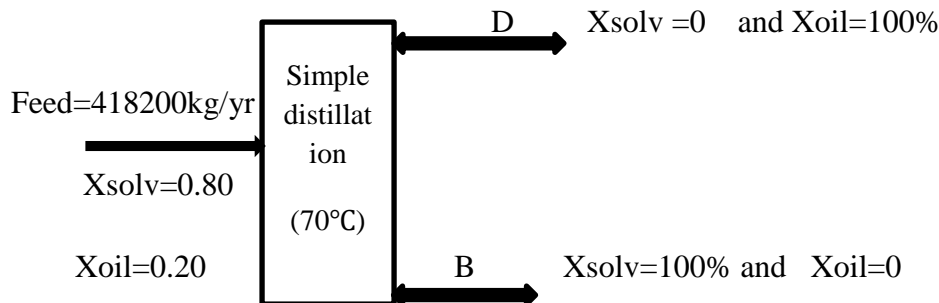 D Xsolv =0 and Xoil=100%
Simple
distillat
ion
(70℃)
Feed=418200kg/yr
Xsolv=0.80
Xoil=0.20
B Xsolv=100% and Xoil=0